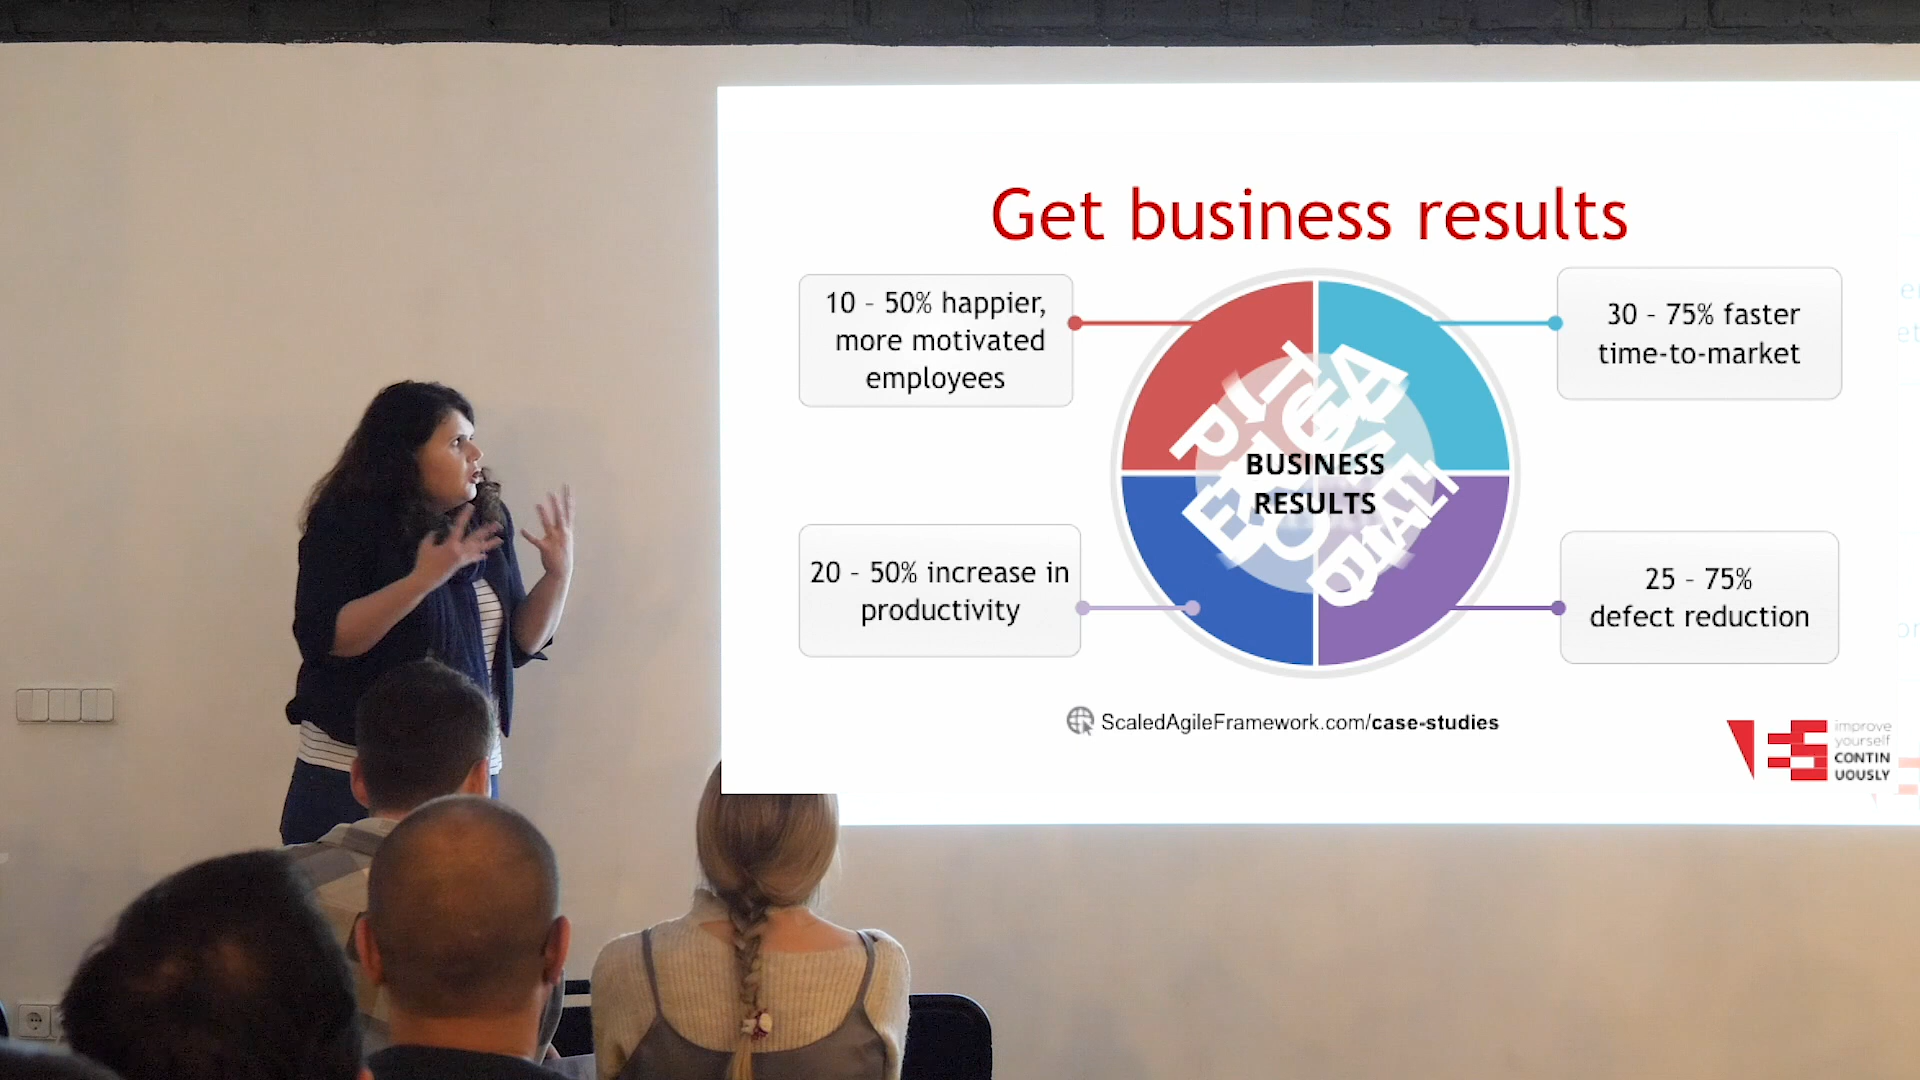 Get business results
10 – 50% happier,
more motivated
employees
30 – 75% faster
time-to-market
BUSINESS
RESULTS
20 – 50% increase in
productivity
25 – 75%
defect reduction
ScaledAgileFramework.com/case-studies
improve
yourself
CONTIN
UOUSLY